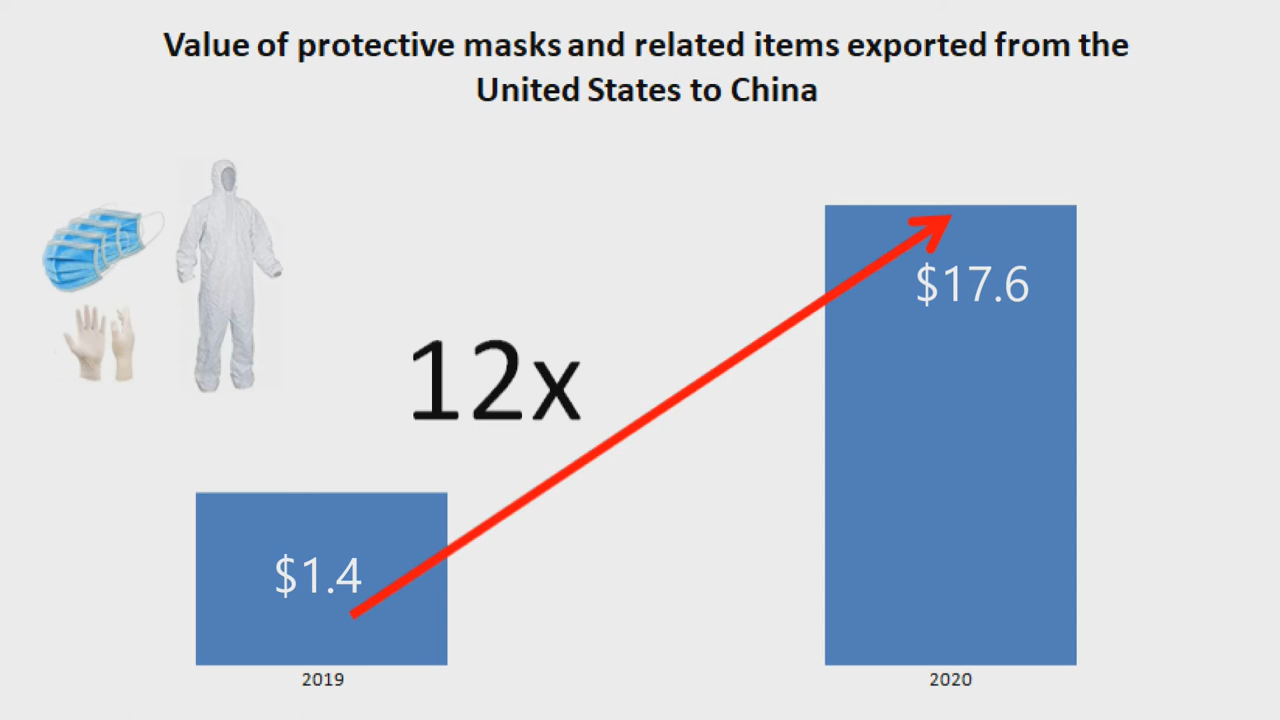 Value of protective masks and related items exported from the
United States to China
12x
$17.6
$1.4
2019
2020